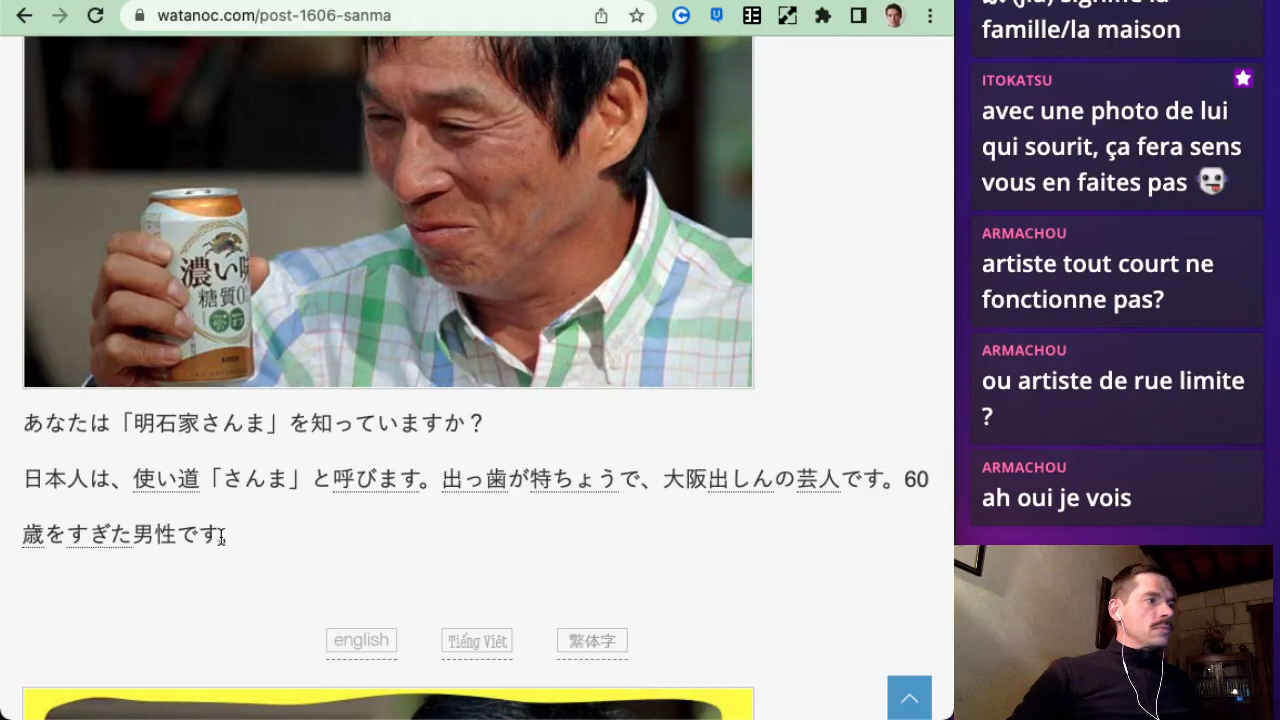 watanoc.com/post-1606-sanma
濃い味
糖質0
あなたは「明石家さんま」を知っていますか？
日本人は、使い道「さんま」と呼びます。出っ歯が特ちょうで、大阪出しんの芸人です。60
歳をすぎた男性です。
english
Tiếng Việt
繁体字
famille/la maison
ITOKATSU
avec une photo de lui
qui sourit, ça fera sens
vous en faites pas
ARMACHOU
artiste tout court ne
fonctionne pas?
ARMACHOU
ou artiste de rue limite
?
ARMACHOU
ah oui je vois